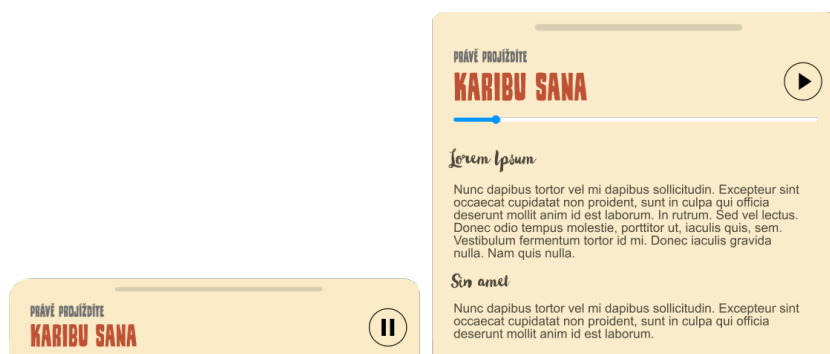 PRÁVĚ PROJÍŽDÍTE
KARIBU SANA
PRÁVĚ PROJÍŽDÍTE
KARIBU SANA
Lorem Ipsum
Nunc dapibus tortor vel mi dapibus sollicitudin. Excepteur sint
occaecat cupidatat non proident, sunt in culpa qui officia
deserunt mollit anim id est laborum. In rutrum. Sed vel lectus.
Donec odio tempus molestie, porttitor ut, iaculis quis, sem.
Vestibulum fermentum tortor id mi. Donec iaculis gravida
nulla. Nam quis nulla.
Sin amet
Nunc dapibus tortor vel mi dapibus sollicitudin. Excepteur sint
occaecat cupidatat non proident, sunt in culpa qui officia
deserunt mollit anim id est laborum.